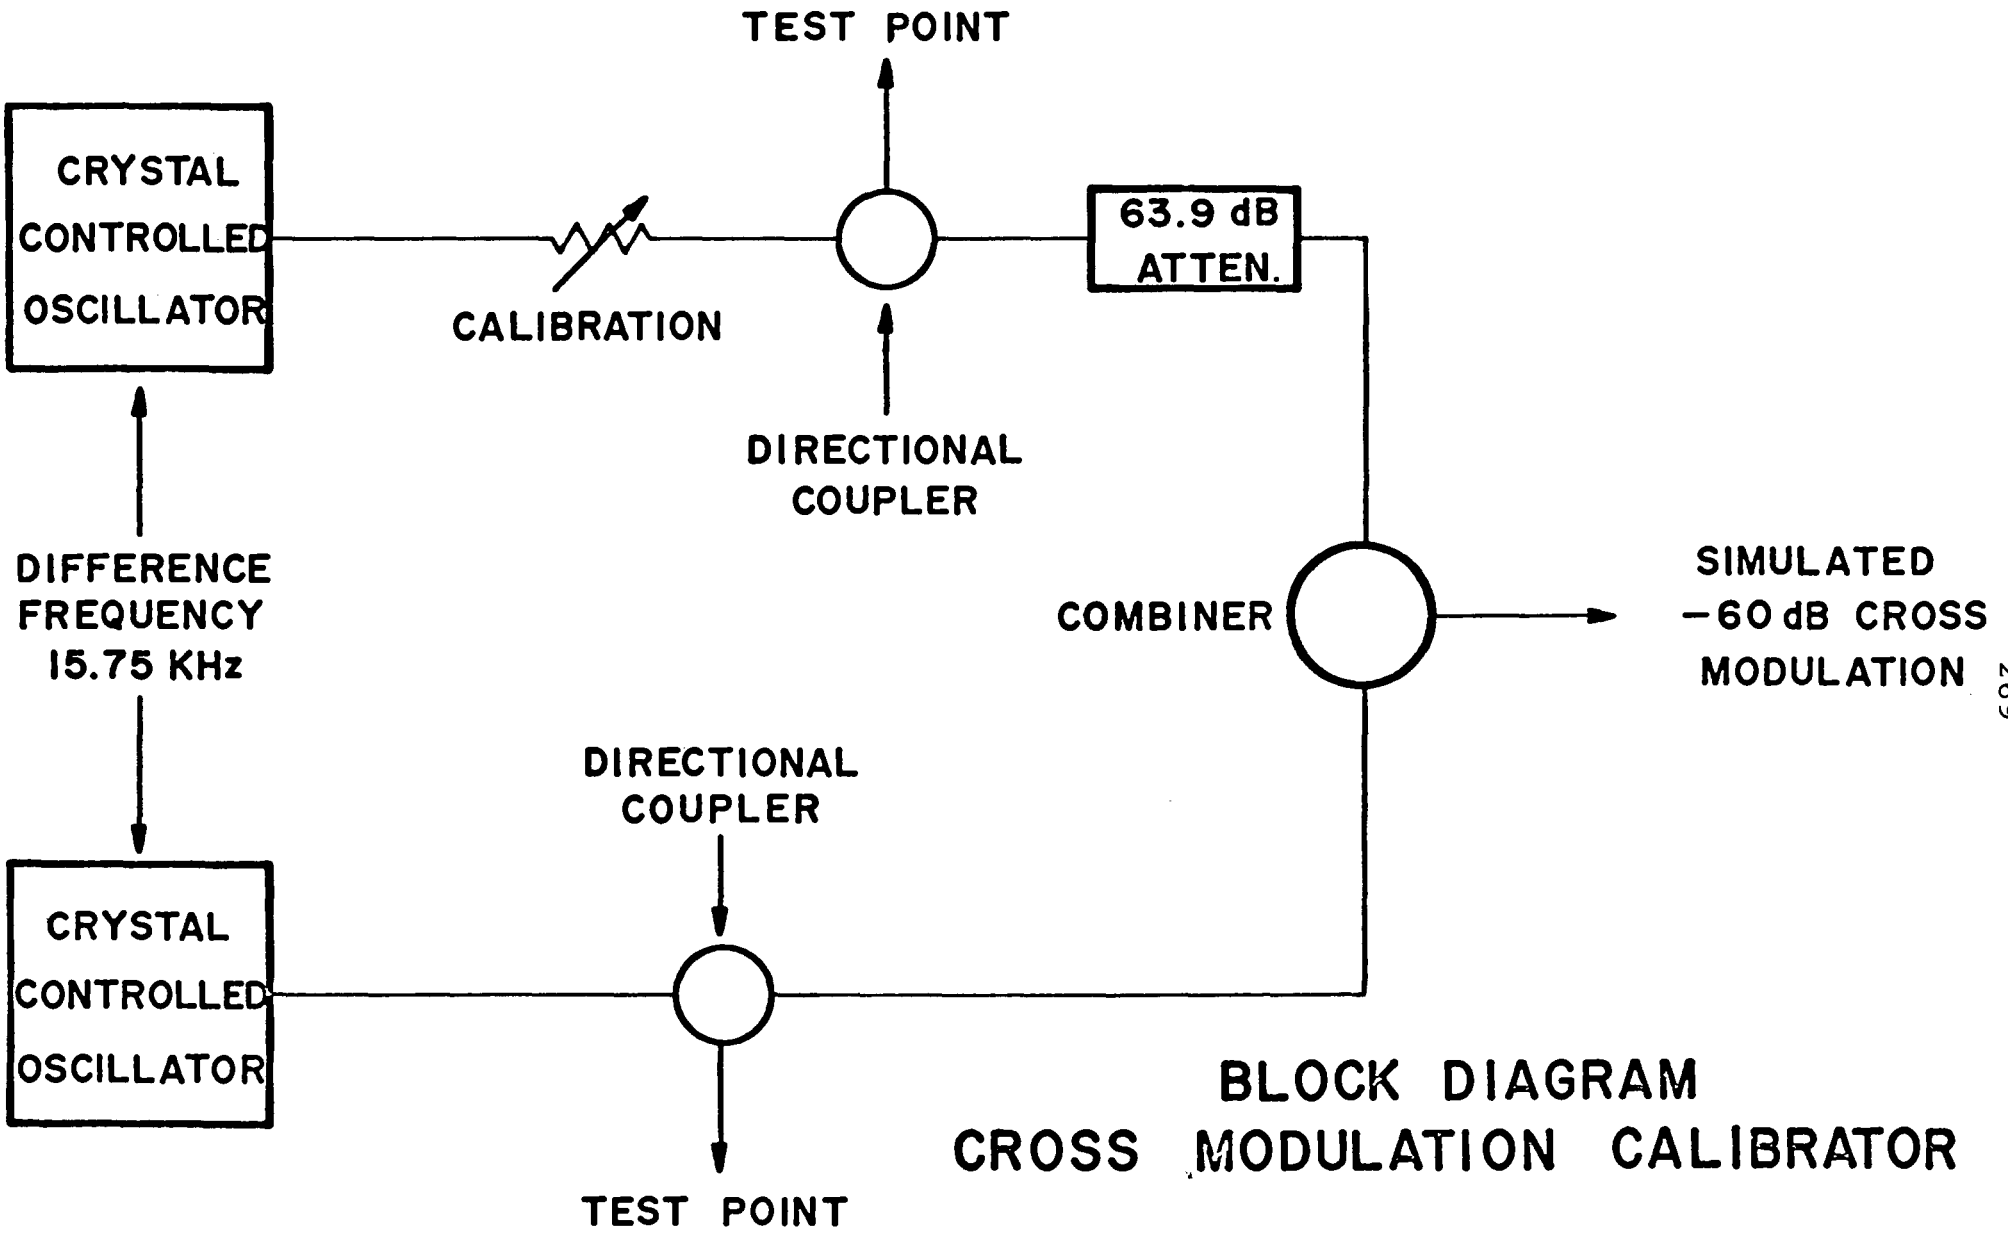 TEST POINT
CRYSTAL
CONTROLLED
OSCILLATOR
63.9 dB
ATTEN.
CALIBRATION
DIRECTIONAL
COUPLER
DIFFERENCE
FREQUENCY
15.75 KHz
COMBINER
SIMULATED
-60 dB CROSS
MODULATION
DIRECTIONAL
COUPLER
CRYSTAL
CONTROLLED
OSCILLATOR
TEST POINT
BLOCK DIAGRAM
CROSS MODULATION CALIBRATOR